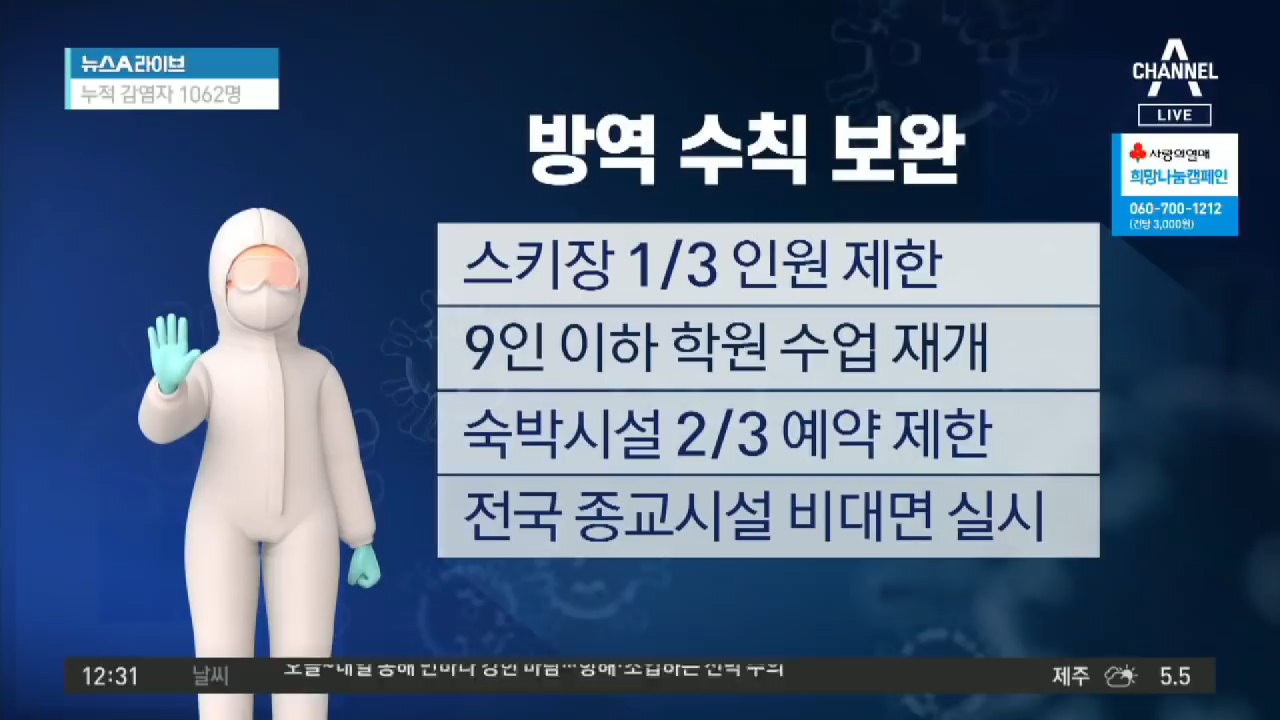 뉴스A 라이브
누적 감염자 1062명
CHANNEL A
LIVE
사랑의열매
희망나눔캠페인
060-700-1212
(건당 3,000원)
방역 수칙 보완
스키장 1/3 인원 제한
9인 이하 학원 수업 재개
숙박시설 2/3 예약 제한
전국 종교시설 비대면 실시
12:31
날씨
제주 5.5